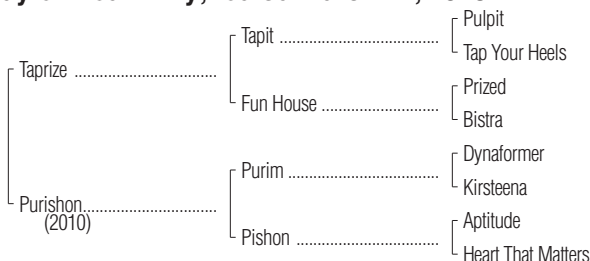 Pulpit
Tapit ................................
Tap Your Heels
Taprize .......................................
Prized
Fun House ...............................
Bistra
Dynaformer
Purim .................................
Kirsteena
Purishon.....................................
(2010)
Aptitude
Pishon ...............................
Heart That Matters